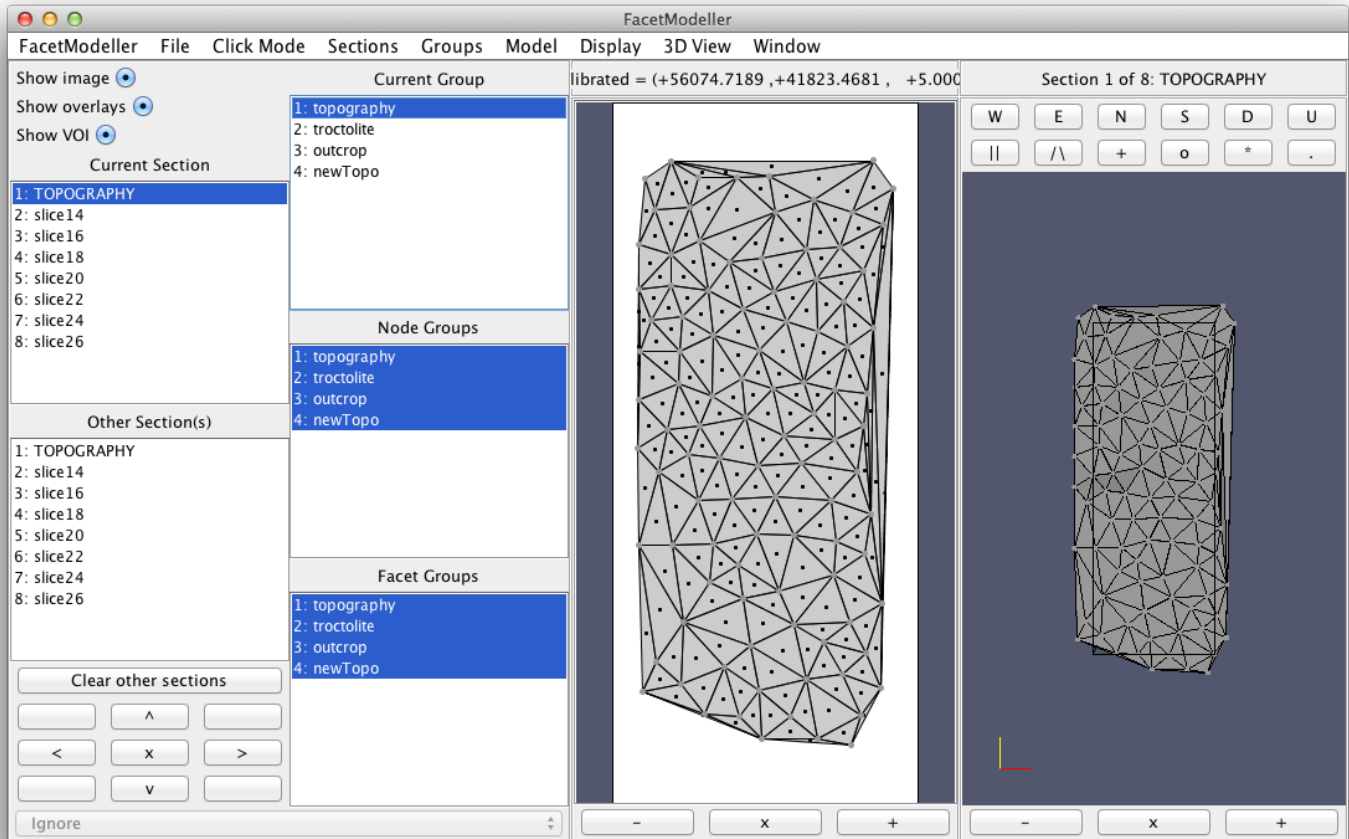 FacetModeller
FacetModeller File Click Mode Sections Groups Model Display 3D View Window
Show image
Show overlays
Show VOI
Current Section
1: TOPOGRAPHY
2: slice14
3: slice16
4: slice18
5: slice20
6: slice22
7: slice24
8: slice26
Other Section(s)
1: TOPOGRAPHY
2: slice14
3: slice16
4: slice18
5: slice20
6: slice22
7: slice24
8: slice26
Clear other sections
^
< x >
v
Ignore
Current Group
1: topography
2: troctolite
3: outcrop
4: newTopo
Node Groups
1: topography
2: troctolite
3: outcrop
4: newTopo
Facet Groups
1: topography
2: troctolite
3: outcrop
4: newTopo
librated = (+56074.7189 ,+41823.4681 , +5.000
- x +
Section 1 of 8: TOPOGRAPHY
W E N S D U
|| /\ + o * .
- x +